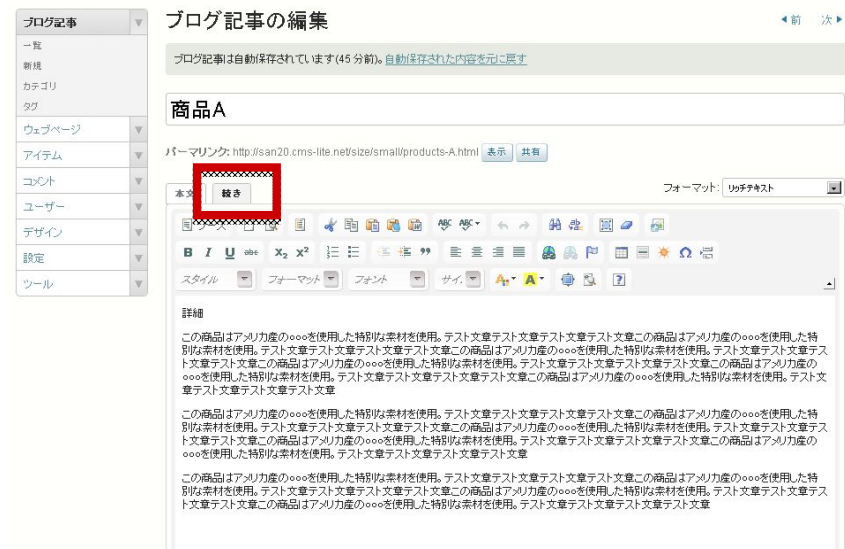 ブログ記事
一覧
新規
カテゴリ
タグ
ウェブページ
アイテム
コメント
ユーザー
デザイン
設定
ツール
ブログ記事の編集
前 次
ブログ記事は自動保存されています(45 分前)。自動保存された内容を元に戻す
商品A
パーマリンク: http://san20.cms-lite.net/size/small/products-A.html 表示 共有
本文 続き
フォーマット: リッチテキスト
B I U abc X₂ X²
スタイル フォーマット フォント サイ.
詳細
この商品はアメリカ産の○○○を使用した特別な素材を使用。テスト文章テスト文章テスト文章テスト文章この商品はアメリカ産の○○○を使用した特
別な素材を使用。テスト文章テスト文章テスト文章テスト文章この商品はアメリカ産の○○○を使用した特別な素材を使用。テスト文章テスト文章テス
ト文章テスト文章この商品はアメリカ産の○○○を使用した特別な素材を使用。テスト文章テスト文章テスト文章テスト文章この商品はアメリカ産の
○○○を使用した特別な素材を使用。テスト文章テスト文章テスト文章テスト文章この商品はアメリカ産の○○○を使用した特別な素材を使用。テスト文
章テスト文章テスト文章テスト文章
この商品はアメリカ産の○○○を使用した特別な素材を使用。テスト文章テスト文章テスト文章テスト文章この商品はアメリカ産の○○○を使用した特
別な素材を使用。テスト文章テスト文章テスト文章テスト文章この商品はアメリカ産の○○○を使用した特別な素材を使用。テスト文章テスト文章テス
ト文章テスト文章この商品はアメリカ産の○○○を使用した特別な素材を使用。テスト文章テスト文章テスト文章テスト文章この商品はアメリカ産の
○○○を使用した特別な素材を使用。テスト文章テスト文章テスト文章テスト文章
この商品はアメリカ産の○○○を使用した特別な素材を使用。テスト文章テスト文章テスト文章テスト文章この商品はアメリカ産の○○○を使用した特
別な素材を使用。テスト文章テスト文章テスト文章テスト文章この商品はアメリカ産の○○○を使用した特別な素材を使用。テスト文章テスト文章テス
ト文章テスト文章この商品はアメリカ産の○○○を使用した特別な素材を使用。テスト文章テスト文章テスト文章テスト文章